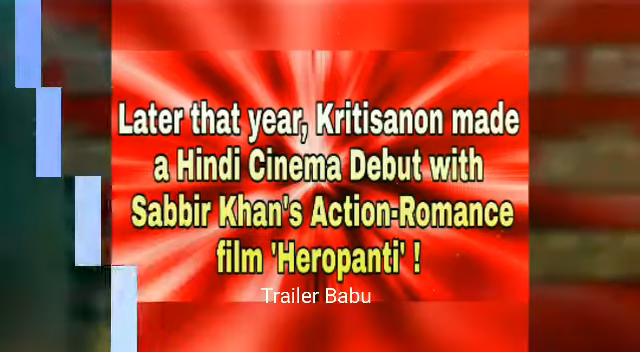 Later that year, Kritisanon made
a Hindi Cinema Debut with
Sabbir Khan's Action-Romance
film 'Heropanti' !
Trailer Babu